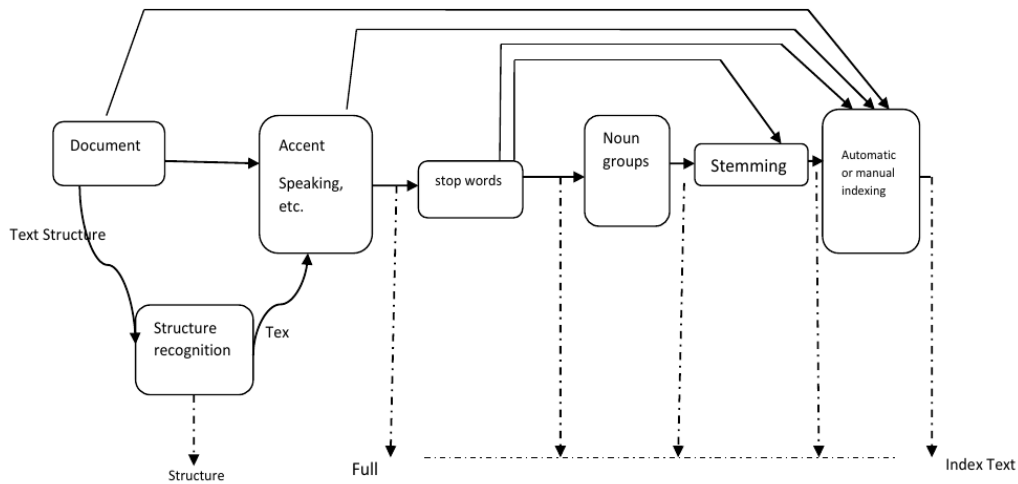 Document
Accent
Speaking,
etc.
stop words
Noun
groups
Stemming
Automatic
or manual
indexing
Text Structure
Structure
recognition
Tex
Structure
Full
Index Text